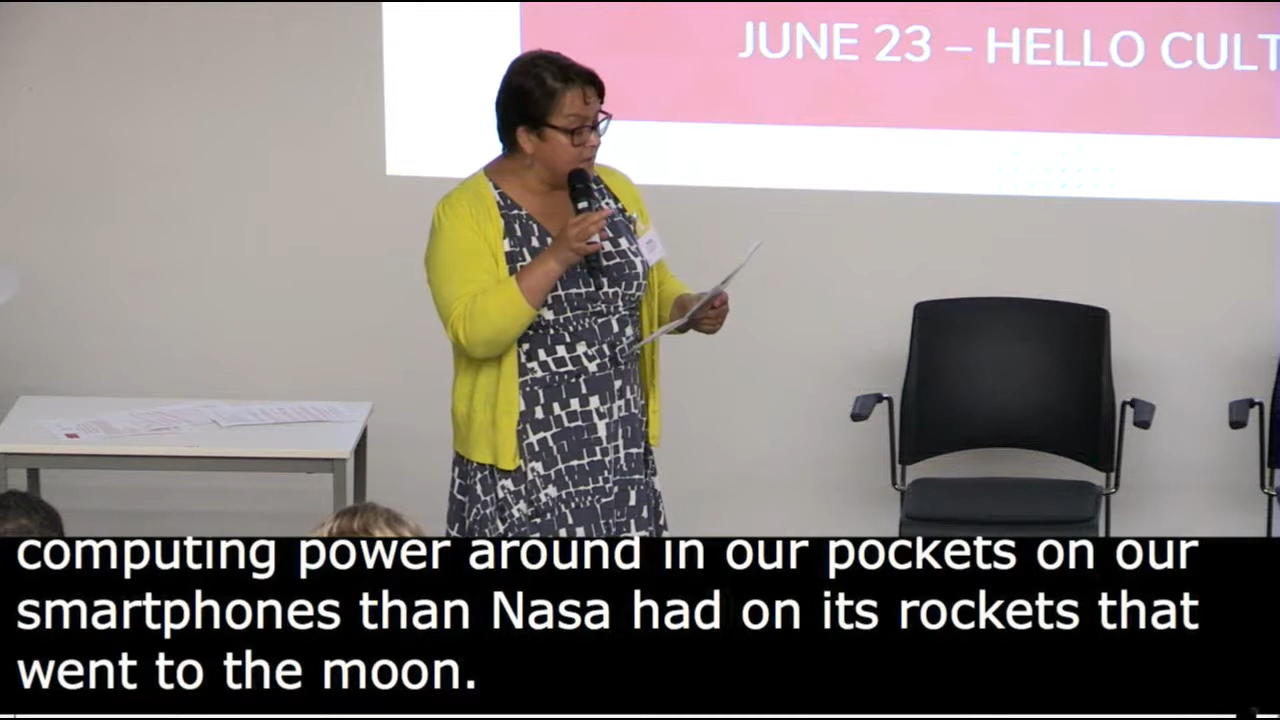 JUNE 23 – HELLO CULT
computing power around in our pockets on our
smartphones than Nasa had on its rockets that
went to the moon.